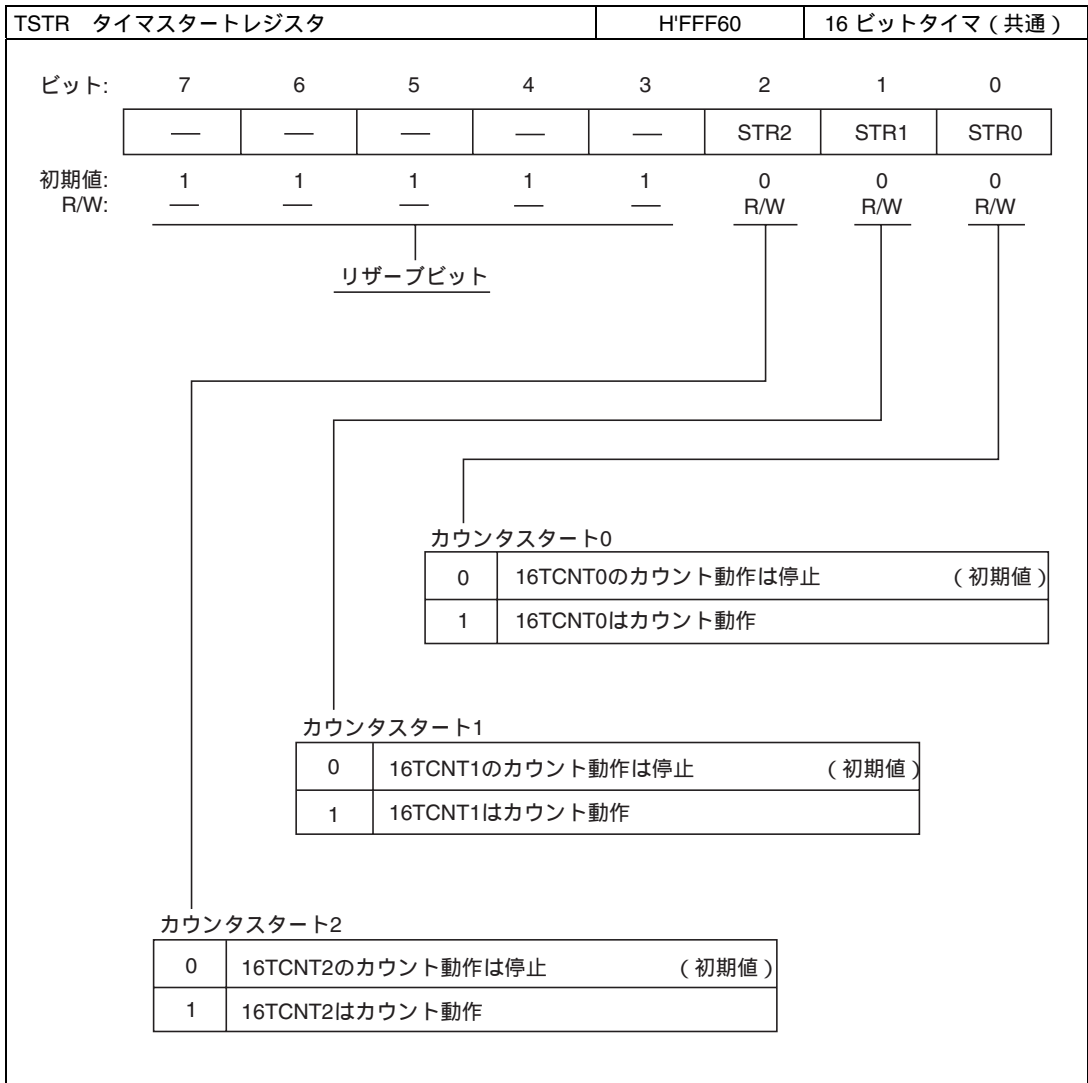 TSTR タイマスタートレジスタ H'FFF60 16 ビットタイマ ( 共通 )
ビット: 7 6 5 4 3 2 1 0
— — — — — STR2 STR1 STR0
初期値: 1 1 1 1 1 0 0 0
R/W: — — — — — R/W R/W R/W
リザーブビット
カウンタスタート0
0 16TCNT0のカウント動作は停止 ( 初期値 )
1 16TCNT0はカウント動作
カウンタスタート1
0 16TCNT1のカウント動作は停止 ( 初期値 )
1 16TCNT1はカウント動作
カウンタスタート2
0 16TCNT2のカウント動作は停止 ( 初期値 )
1 16TCNT2はカウント動作